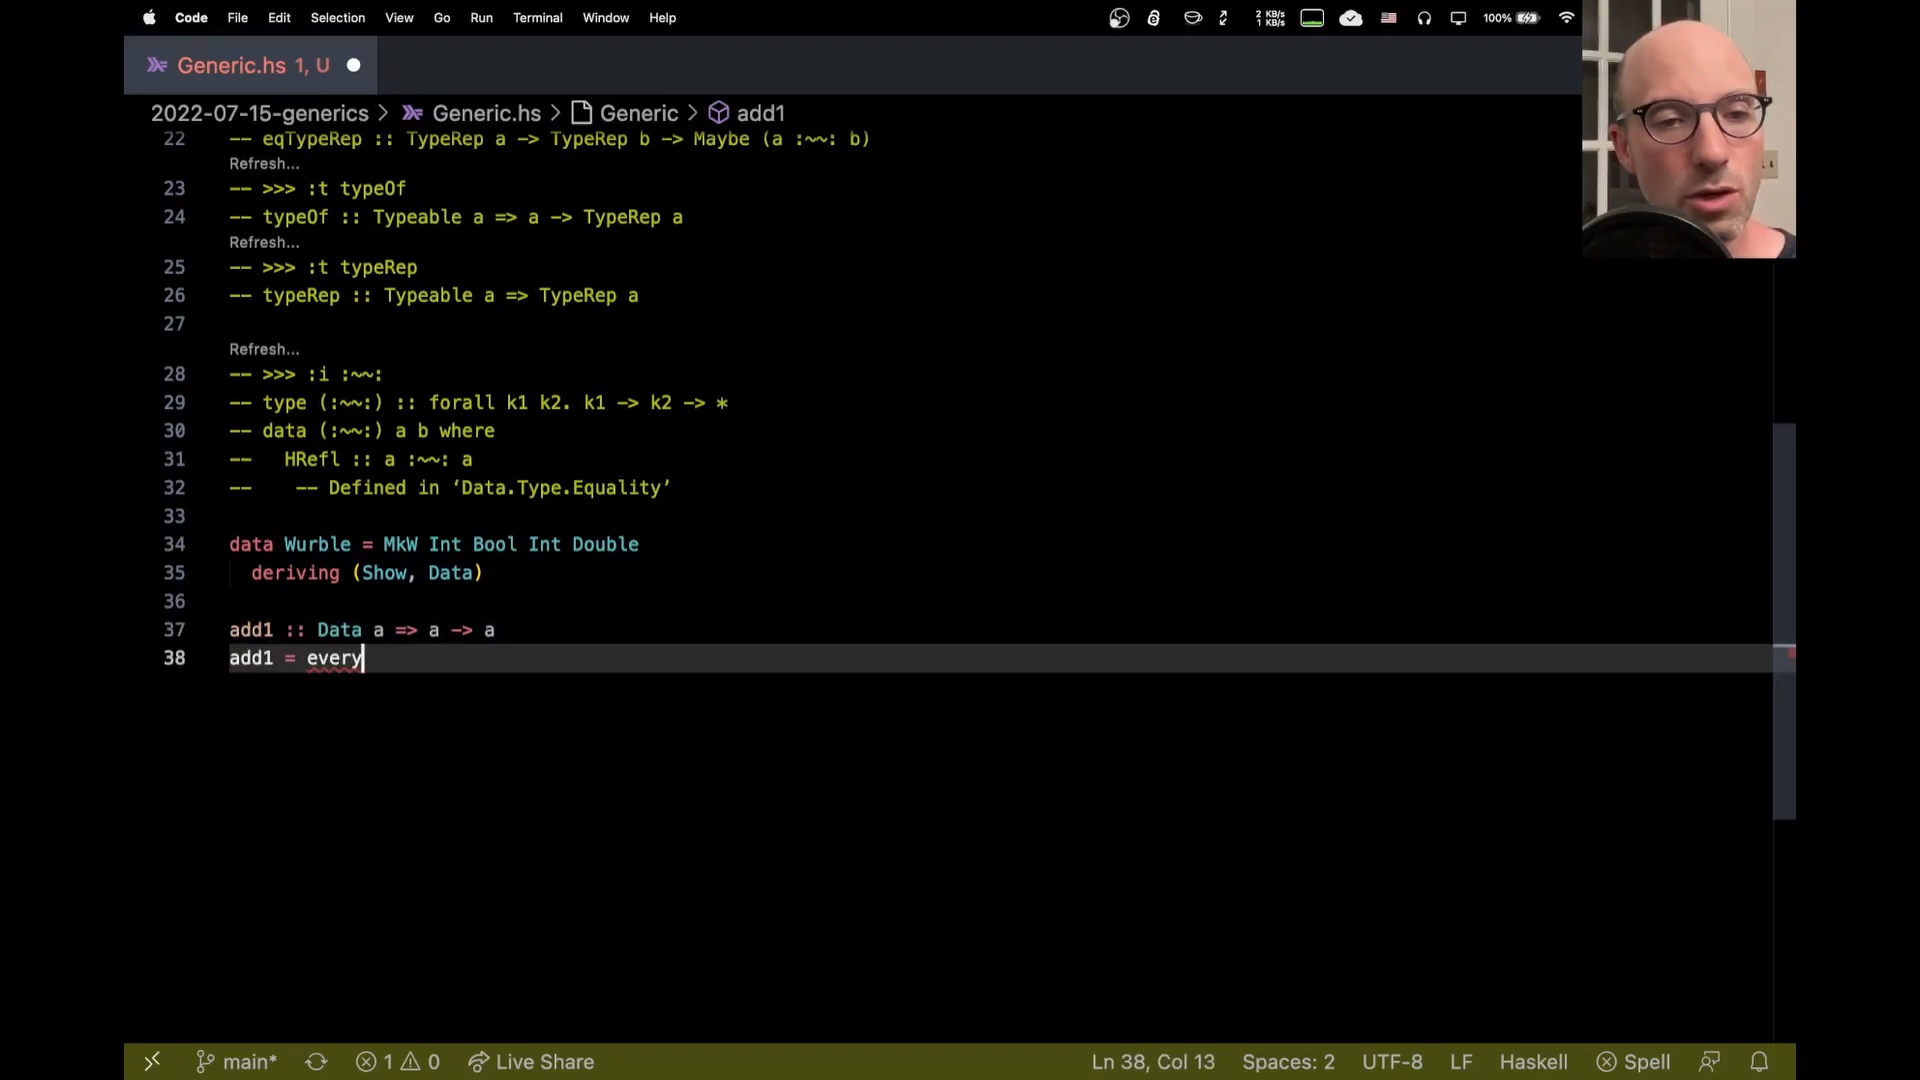 Code File Edit Selection View Go Run Terminal Window Help 2 KB/s 1 KB/s 100%
Generic.hs 1, U
2022-07-15-generics > Generic.hs > Generic > add1
22 -- eqTypeRep :: TypeRep a -> TypeRep b -> Maybe (a :~~: b)
Refresh...
23 -- >>> :t typeOf
24 -- typeOf :: Typeable a => a -> TypeRep a
Refresh...
25 -- >>> :t typeRep
26 -- typeRep :: Typeable a => TypeRep a
27
Refresh...
28 -- >>> :i :~~:
29 -- type (:~~:) :: forall k1 k2. k1 -> k2 -> *
30 -- data (:~~:) a b where
31 --   HRefl :: a :~~: a
32 --    -- Defined in ‘Data.Type.Equality’
33
34 data Wurble = MkW Int Bool Int Double
35   deriving (Show, Data)
36
37 add1 :: Data a => a -> a
38 add1 = every
main* 1 0 Live Share Ln 38, Col 13 Spaces: 2 UTF-8 LF Haskell Spell